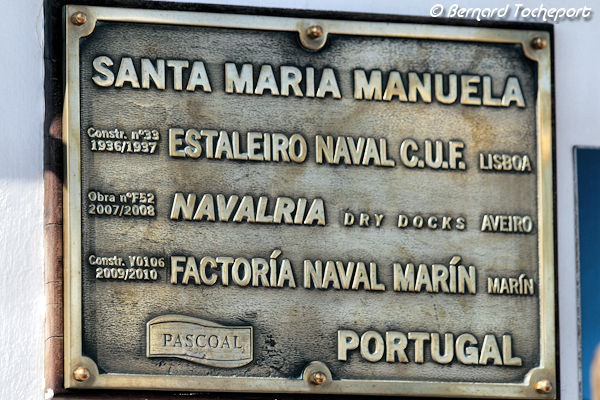 © Bernard Tocheport
SANTA MARIA MANUELA
Constr. nº33
1936/1937
ESTALEIRO NAVAL C.U.F. LISBOA
Obra nºF52
2007/2008
NAVALRIA DRY DOCKS AVEIRO
Constr. V0106
2009/2010
FACTORÍA NAVAL MARÍN MARÍN
PASCOAL
PORTUGAL